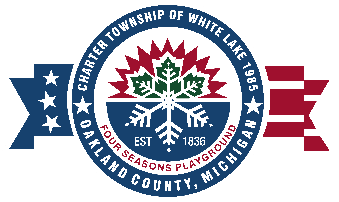 CHARTER TOWNSHIP OF WHITE LAKE 1985
EST 1836
FOUR SEASONS PLAYGROUND
OAKLAND COUNTY, MICHIGAN